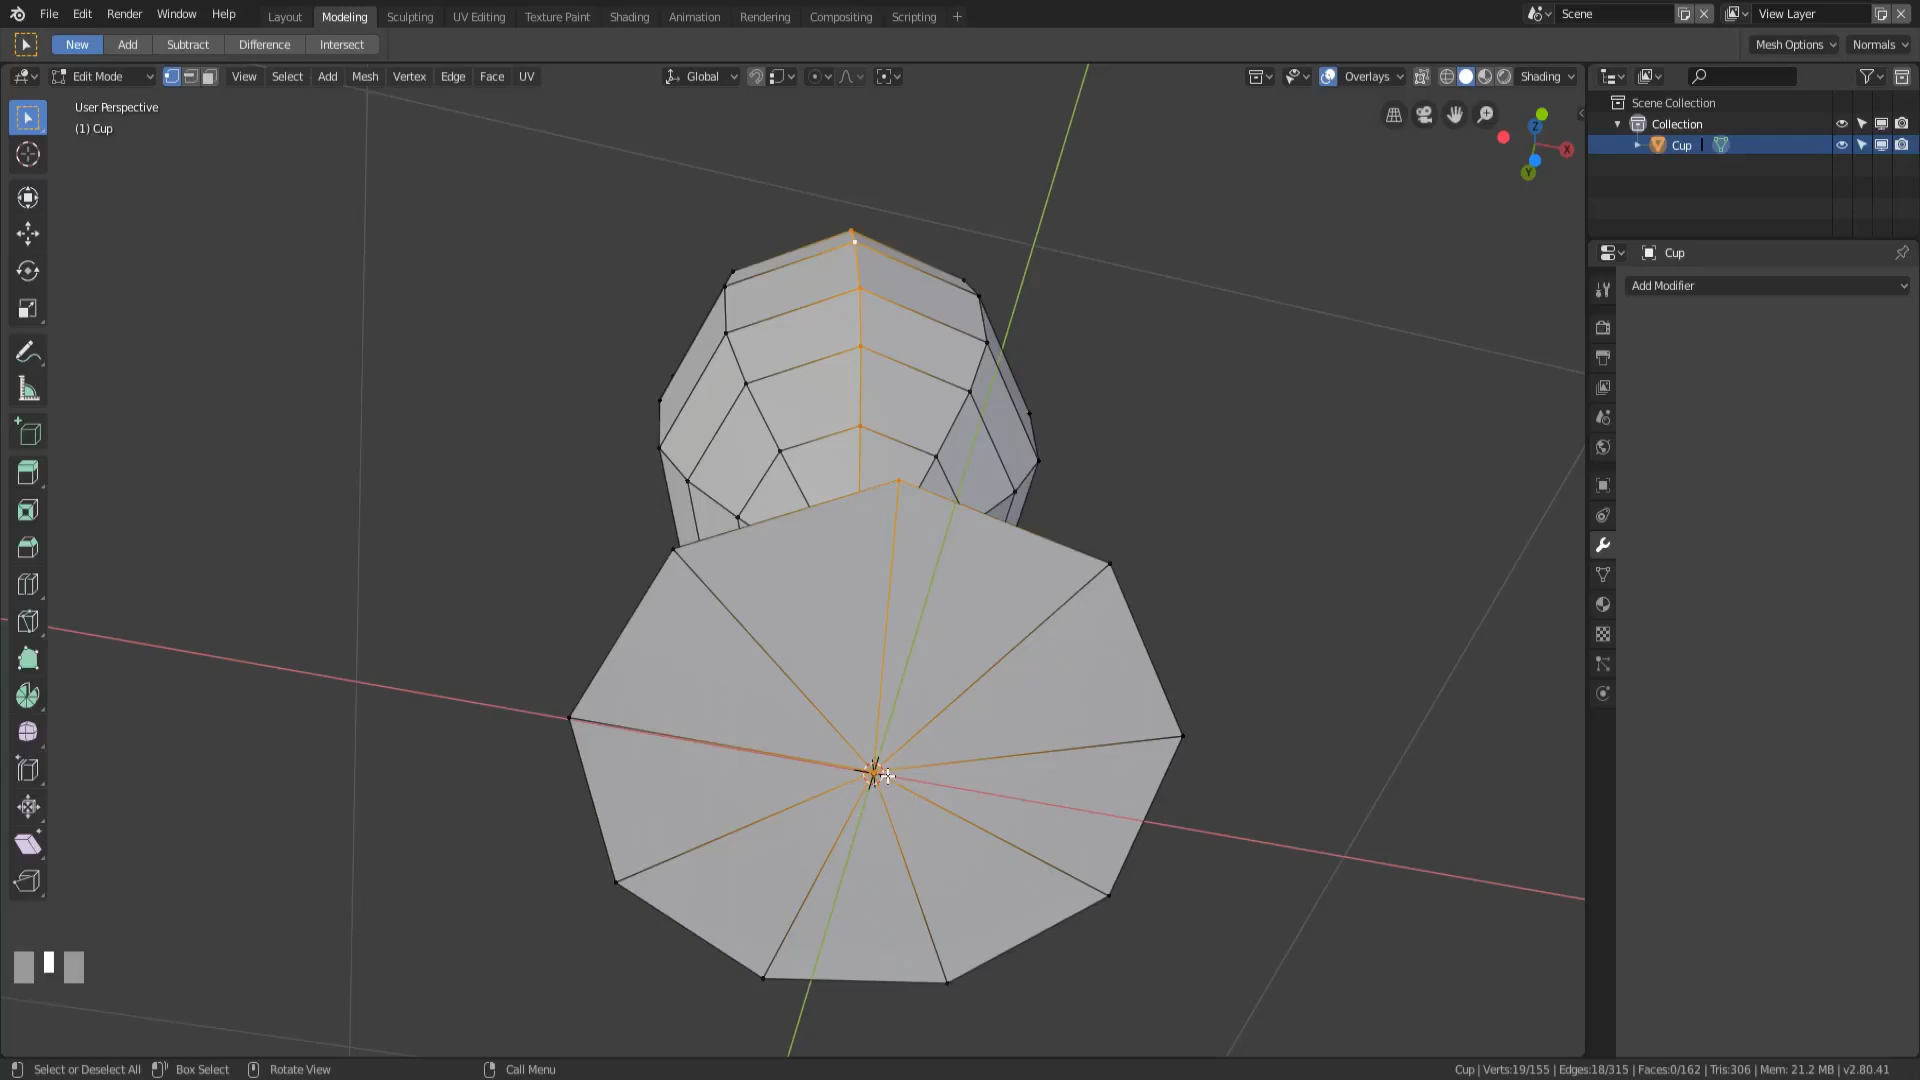 File Edit Render Window Help Layout Modeling Sculpting UV Editing Texture Paint Shading Animation Rendering Compositing Scripting + Scene View Layer
New Add Subtract Difference Intersect Mesh Options Normals
Edit Mode View Select Add Mesh Vertex Edge Face UV Global Overlays Shading
User Perspective
(1) Cup
Z
X
Y
Scene Collection
Collection
Cup
Cup
Add Modifier
Select or Deselect All Box Select Rotate View Call Menu Cup | Verts:19/155 | Edges:18/315 | Faces:0/162 | Tris:306 | Mem: 21.2 MB | v2.80.41